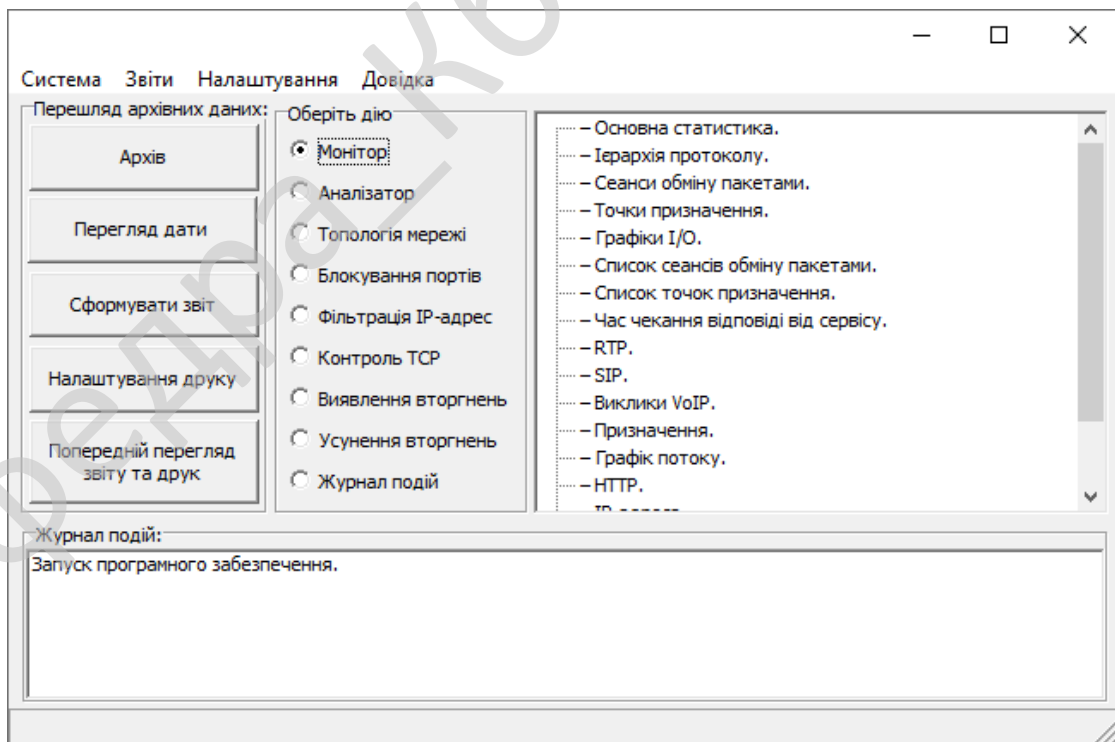 Система Звіти Налаштування Довідка
Перешляд архівних даних:
Архів
Перегляд дати
Сформувати звіт
Налаштування друку
Попередній перегляд
звіту та друк
Оберіть дію
Монітор
Аналізатор
Топологія мережі
Блокування портів
Фільтрація IP-адрес
Контроль TCP
Виявлення вторгнень
Усунення вторгнень
Журнал подій
– Основна статистика.
– Ієрархія протоколу.
– Сеанси обміну пакетами.
– Точки призначення.
– Графіки I/O.
– Список сеансів обміну пакетами.
– Список точок призначення.
– Час чекання відповіді від сервісу.
– RTP.
– SIP.
– Виклики VoIP.
– Призначення.
– Графік потоку.
– HTTP.
Журнал подій:
Запуск програмного забезпечення.